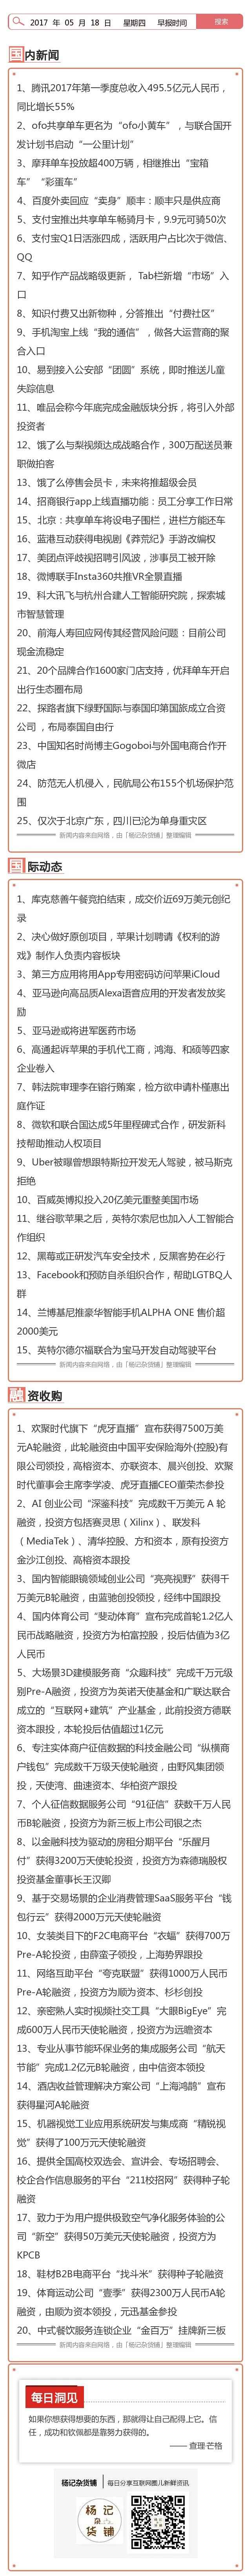 2017 年 05 月 18 日 星期四 早报时间 搜索
国内新闻
1、腾讯2017年第一季度总收入495.5亿元人民币，
同比增长55%
2、ofo共享单车更名为“ofo小黄车”，与联合国开
发计划书启动“一公里计划”
3、摩拜单车投放超400万辆，相继推出“宝箱
车”“彩蛋车”
4、百度外卖回应“卖身”顺丰：顺丰只是供应商
5、支付宝推出共享单车畅骑月卡，9.9元可骑50次
6、支付宝Q1日活涨四成，活跃用户占比次于微信、
QQ
7、知乎作产品战略级更新， Tab栏新增“市场”入
口
8、知识付费又出新物种，分答推出“付费社区”
9、手机淘宝上线“我的通信”，做各大运营商的聚
合入口
10、易到接入公安部“团圆”系统，即时推送儿童
失踪信息
11、唯品会称今年底完成金融版块分拆，将引入外部
投资者
12、饿了么与梨视频达成战略合作，300万配送员兼
职做拍客
13、饿了么停售会员卡，未来将推超级会员
14、招商银行app上线直播功能：员工分享工作日常
15、北京：共享单车将设电子围栏，进栏方能还车
16、蓝港互动获得电视剧《莽荒纪》手游改编权
17、美团点评歧视招聘引风波，涉事员工被开除
18、微博联手Insta360共推VR全景直播
19、科大讯飞与杭州合建人工智能研究院，探索城
市智慧管理
20、前海人寿回应网传其经营风险问题：目前公司
现金流稳定
21、20个品牌合作1600家门店支持，优拜单车开启
出行生态圈布局
22、探路者旗下绿野国际与泰国印第国旅成立合资
公司 ，布局泰国自由行
23、中国知名时尚博主Gogoboi与外国电商合作开
微店
24、防范无人机侵入，民航局公布155个机场保护范
围
25、仅次于北京广东，四川已沦为单身重灾区
新闻内容来自网络，由「杨记杂货铺」整理编辑
国际动态
1、库克慈善午餐竞拍结束，成交价近69万美元创纪
录
2、决心做好原创项目，苹果计划聘请《权利的游
戏》制作人负责内容板块
3、第三方应用将用App专用密码访问苹果iCloud
4、亚马逊向高品质Alexa语音应用的开发者发放奖
励
5、亚马逊或将进军医药市场
6、高通起诉苹果的手机代工商，鸿海、和硕等四家
企业卷入
7、韩法院审理李在镕行贿案，检方欲申请朴槿惠出
庭作证
8、微软和联合国达成5年里程碑式合作，研发新科
技帮助推动人权项目
9、Uber被曝曾想跟特斯拉开发无人驾驶，被马斯克
拒绝
10、百威英博拟投入20亿美元重整美国市场
11、继谷歌苹果之后，英特尔索尼也加入人工智能合
作组织
12、黑莓或正研发汽车安全技术，反黑客势在必行
13、Facebook和预防自杀组织合作，帮助LGTBQ人
群
14、兰博基尼推豪华智能手机ALPHA ONE 售价超
2000美元
15、英特尔德尔福联合为宝马开发自动驾驶平台
新闻内容来自网络，由「杨记杂货铺」整理编辑
融资收购
1、欢聚时代旗下“虎牙直播”宣布获得7500万美
元A轮融资，此轮融资由中国平安保险海外(控股)有
限公司领投，高榕资本、亦联资本、晨兴创投、欢聚
时代董事会主席李学凌、虎牙直播CEO董荣杰参投
2、AI 创业公司“深鉴科技”完成数千万美元 A 轮
融资，投资方包括赛灵思（Xilinx）、联发科
（MediaTek）、清华控股、方和资本，原有投资方
金沙江创投、高榕资本跟投
3、国内智能眼镜领域创业公司“亮亮视野”获得千
万美元B轮融资，由蓝驰创投领投，经纬中国跟投
4、国内体育公司“斐动体育”宣布完成首轮1.2亿人
民币战略融资，投资方为柏富控股，投后估值为3亿
人民币
5、大场景3D建模服务商 “众趣科技”完成千万元级
别Pre-A融资，投资方为英诺天使基金和广联达联合
成立的“互联网+建筑”产业基金，此前投资方德联
资本跟投，本轮投后估值超过1亿元
6、专注实体商户征信数据的科技金融公司“纵横商
户钱包”完成数千万级天使轮融资，由野风集团领
投，天使湾、曲速资本、华柏资产跟投
7、个人征信数据服务公司“91征信”获数千万人民
币B轮融资，投资方为新三板上市公司银之杰
8、以金融科技为驱动的房租分期平台“乐醒月
付”获得3200万天使轮投资，投资方为森德瑞股权
投资基金董事长王汉卿
9、基于交易场景的企业消费管理SaaS服务平台“钱
包行云”获得2000万元天使轮融资
10、女装类目下的F2C电商平台“衣蝠”获得700万
Pre-A轮投资，由薛蛮子领投，上海势界跟投
11、网络互助平台“夸克联盟”获得1000万人民币
Pre-A轮融资，投资方为顺为资本、杉杉创投
12、亲密熟人实时视频社交工具“大眼BigEye”完
成600万人民币天使轮融资，投资方为远瞻资本
13、专业从事节能环保业务的集成服务公司“航天
节能”完成1.2亿元B轮融资，由中信资本领投
14、酒店收益管理解决方案公司“上海鸿鹊”宣布
获得星河A轮融资
15、机器视觉工业应用系统研发与集成商“精锐视
觉”获得了100万元天使轮融资
16、提供全国高校双选会、宣讲会、专场招聘会、
校企合作信息服务的平台“211校招网”获得种子轮
融资
17、致力于为用户提供极致空气净化服务体验的公
司“新空”获得50万美元天使轮融资，投资方为
KPCB
18、鞋材B2B电商平台“找斗米”获得种子轮融资
19、体育运动公司“壹季”获得2300万人民币A轮
融资，由顺为资本领投，元迅基金参投
20、中式餐饮服务连锁企业“金百万”挂牌新三板
新闻内容来自网络，由「杨记杂货铺」整理编辑
每日洞见
如果你想获得想要的东西，那就得让自己配得上它。信
任，成功和钦佩都是靠努力获得的。
—— 查理·芒格
杨记杂货铺 每日分享互联网圈儿新鲜资讯
杨记
杂货
铺